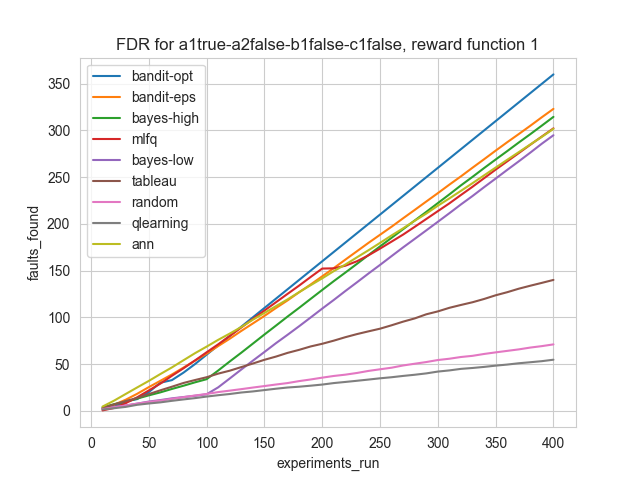 FDR for a1true-a2false-b1false-c1false, reward function 1
faults_found
350
300
250
200
150
100
50
0
bandit-opt
bandit-eps
bayes-high
mlfq
bayes-low
tableau
random
qlearning
ann
0 50 100 150 200 250 300 350 400
experiments_run